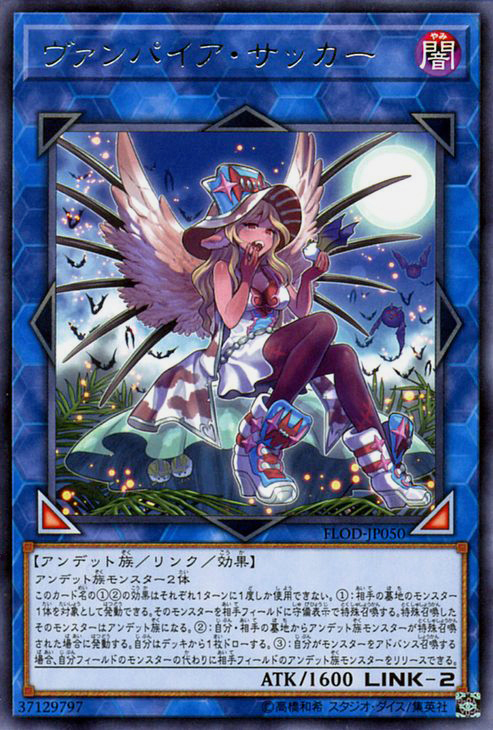 ヴァンパイア・サッカー
闇
FLOD-JP050
【アンデット族／リンク／効果】
アンデット族モンスター２体
このカード名の①②の効果はそれぞれ１ターンに１度しか使用できない。①：相手の墓地のモンスター
１体を対象として発動できる。そのモンスターを相手フィールドに守備表示で特殊召喚する。特殊召喚した
そのモンスターはアンデット族になる。②：自分・相手の墓地からアンデット族モンスターが特殊召喚
された場合に発動する。自分はデッキから１枚ドローする。③：自分がモンスターをアドバンス召喚する
場合、自分フィールドのモンスターの代わりに相手フィールドのアンデット族モンスターをリリースできる。
ATK/1600 LINK-2
37129797
©高橋和希 スタジオ・ダイス/集英社